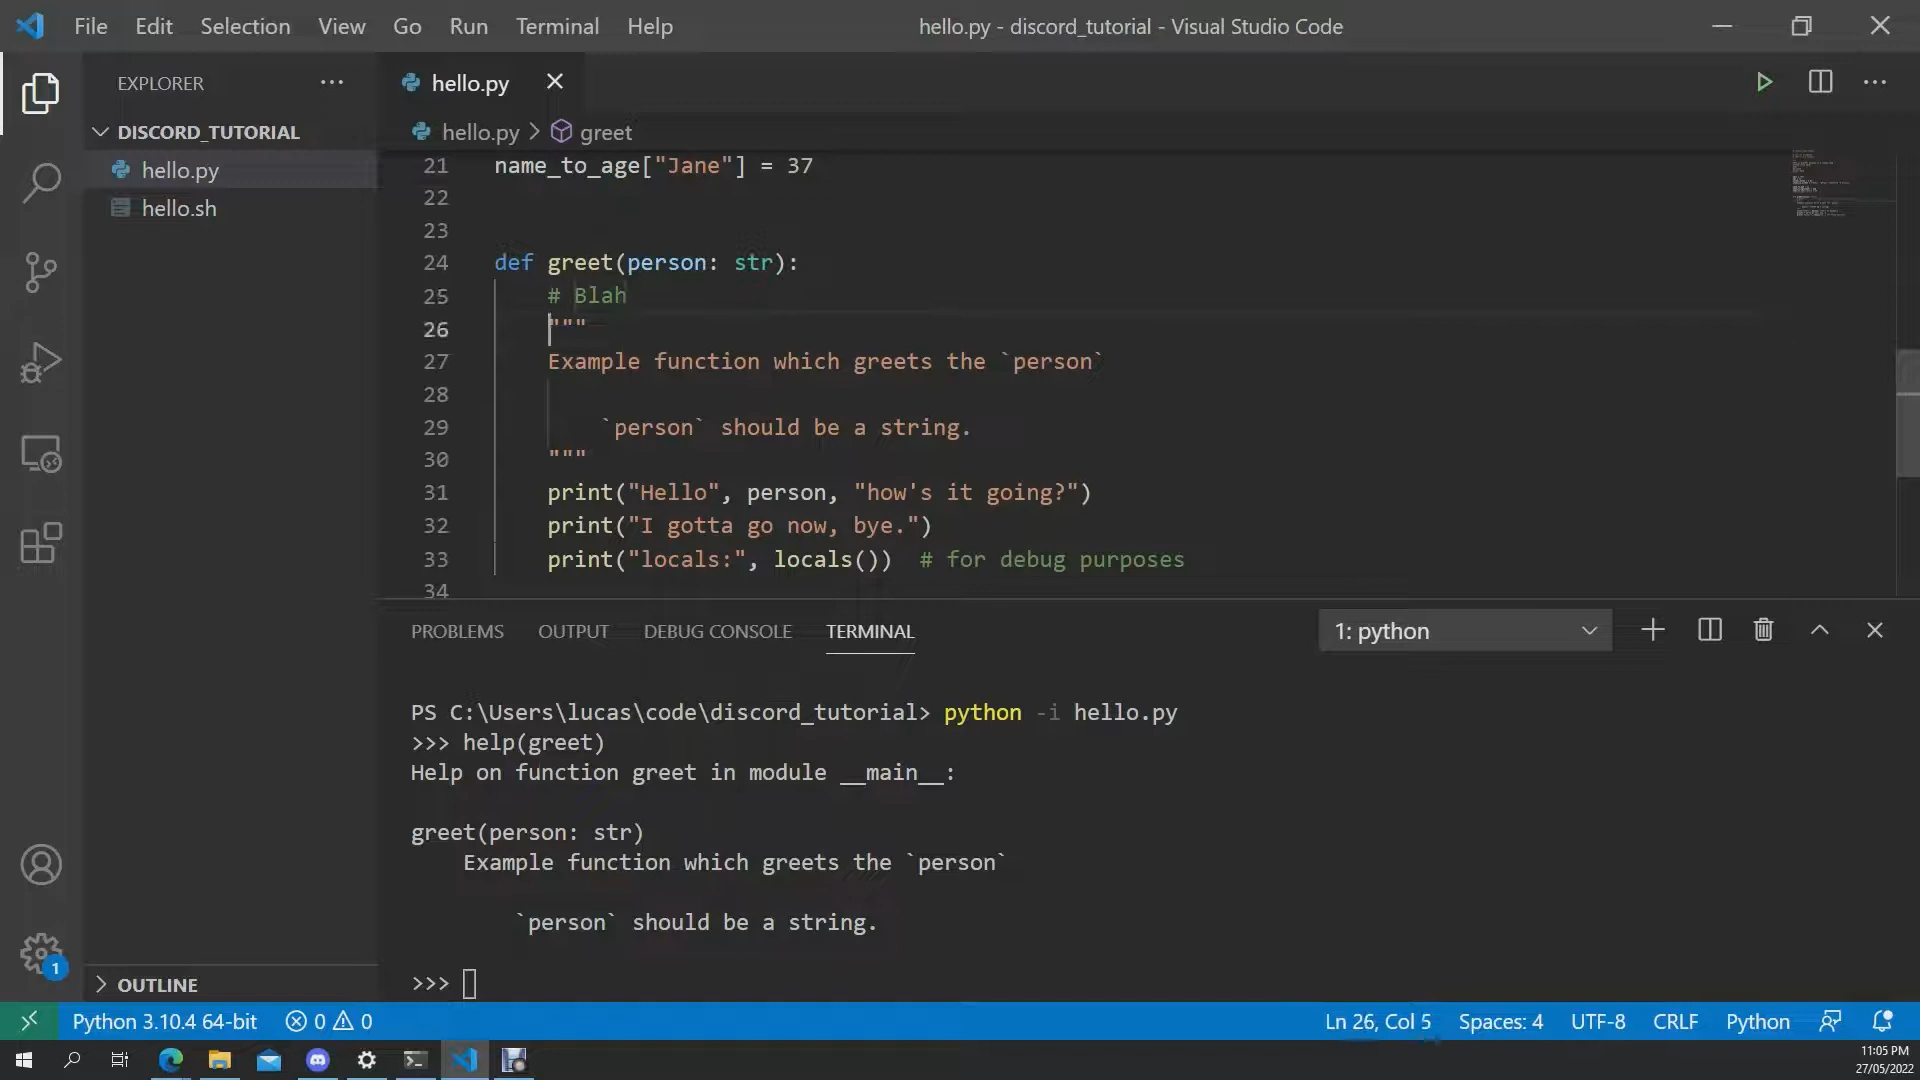 File Edit Selection View Go Run Terminal Help
hello.py - discord_tutorial - Visual Studio Code
EXPLORER
hello.py
DISCORD_TUTORIAL
hello.py
hello.sh
hello.py > greet
21 name_to_age["Jane"] = 37
22
23
24 def greet(person: str):
25 # Blah
26 """
27 Example function which greets the `person`
28
29 `person` should be a string.
30 """
31 print("Hello", person, "how's it going?")
32 print("I gotta go now, bye.")
33 print("locals:", locals()) # for debug purposes
34
PROBLEMS OUTPUT DEBUG CONSOLE TERMINAL
1: python
PS C:\Users\lucas\code\discord_tutorial> python -i hello.py
>>> help(greet)
Help on function greet in module __main__:
greet(person: str)
Example function which greets the `person`
`person` should be a string.
>>>
1
OUTLINE
Python 3.10.4 64-bit 0 0
Ln 26, Col 5 Spaces: 4 UTF-8 CRLF Python
11:05 PM
27/05/2022